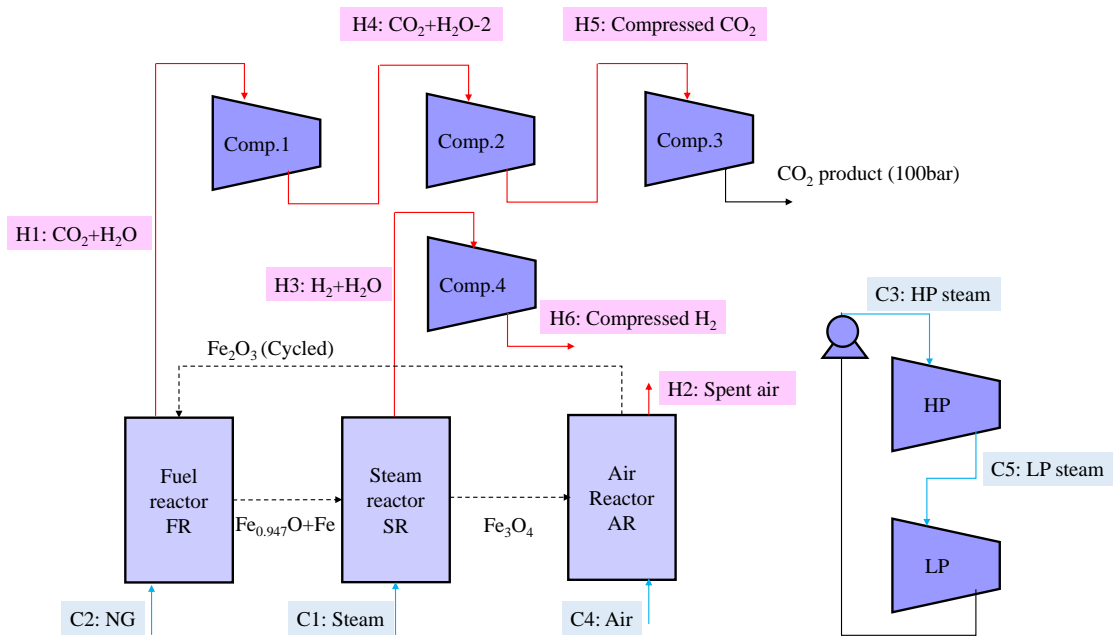 H4: CO₂+H₂O-2
H5: Compressed CO₂
Comp.1
Comp.2
Comp.3
CO₂ product (100bar)
H1: CO₂+H₂O
H3: H₂+H₂O
Comp.4
H6: Compressed H₂
C3: HP steam
Fe₂O₃ (Cycled)
H2: Spent air
HP
C5: LP steam
Fuel
reactor
FR
Steam
reactor
SR
Air
Reactor
AR
Fe₀.₉₄₇O+Fe
Fe₃O₄
LP
C2: NG
C1: Steam
C4: Air